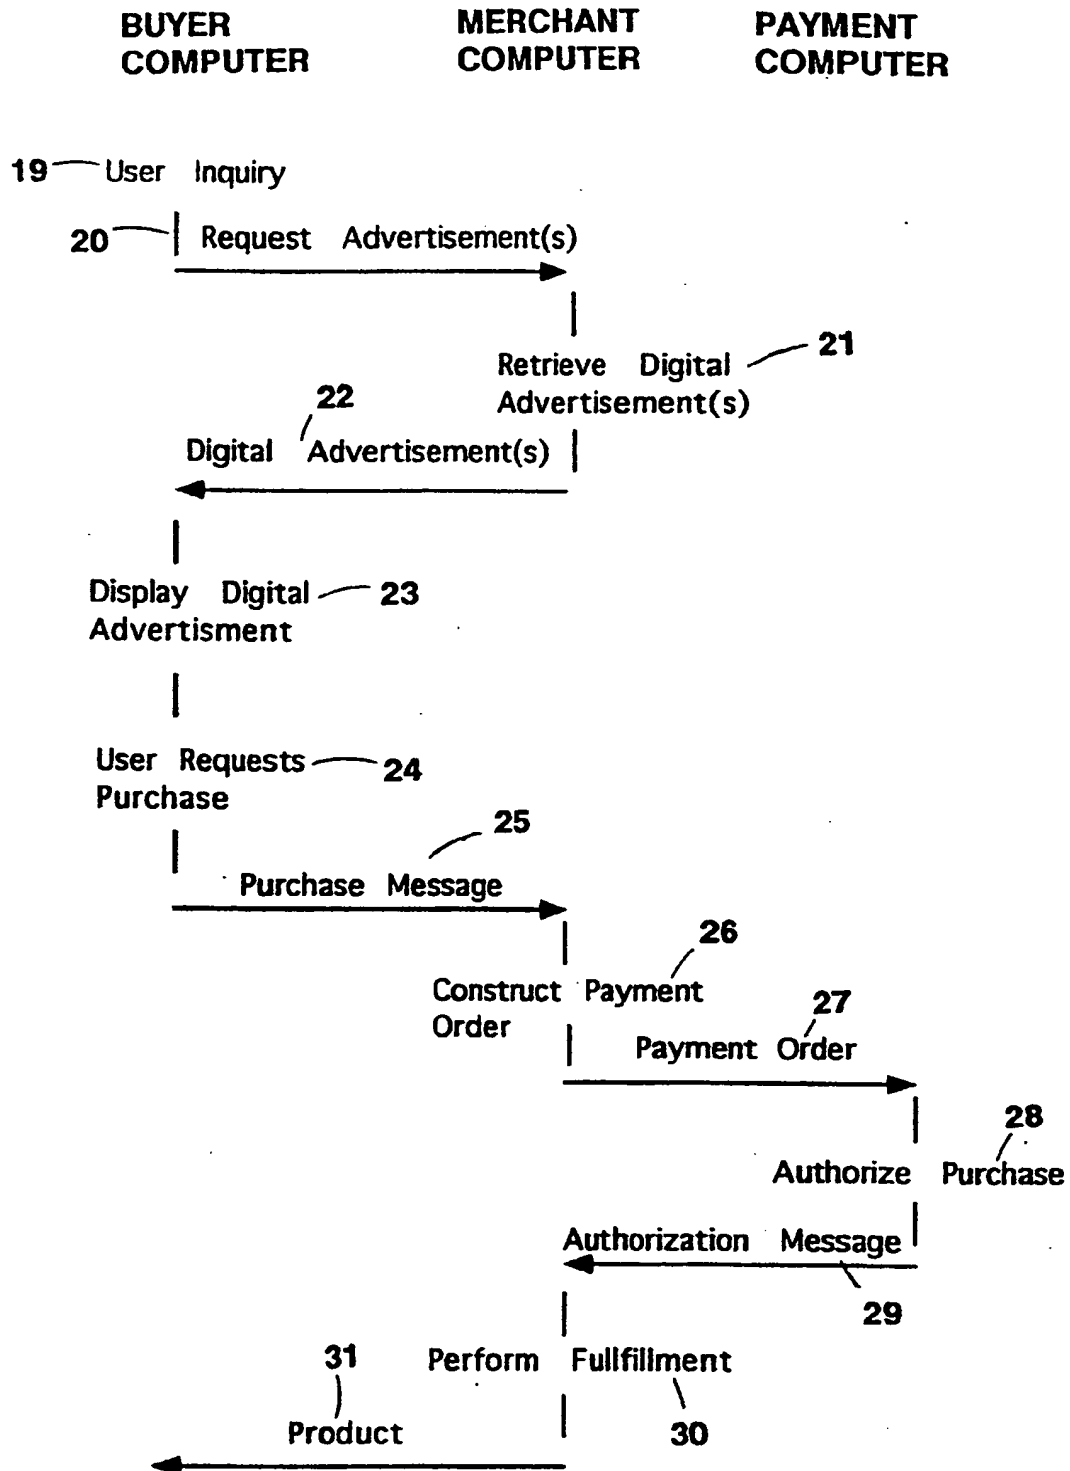 BUYER
COMPUTER
MERCHANT
COMPUTER
PAYMENT
COMPUTER
19 User Inquiry
20 Request Advertisement(s)
21
Retrieve Digital
Advertisement(s)
22
Digital Advertisement(s)
Display Digital 23
Advertisment
User Requests 24
Purchase
25
Purchase Message
26
Construct Payment
Order
27
Payment Order
28
Authorize Purchase
Authorization Message
29
31
Perform Fullfillment
30
Product